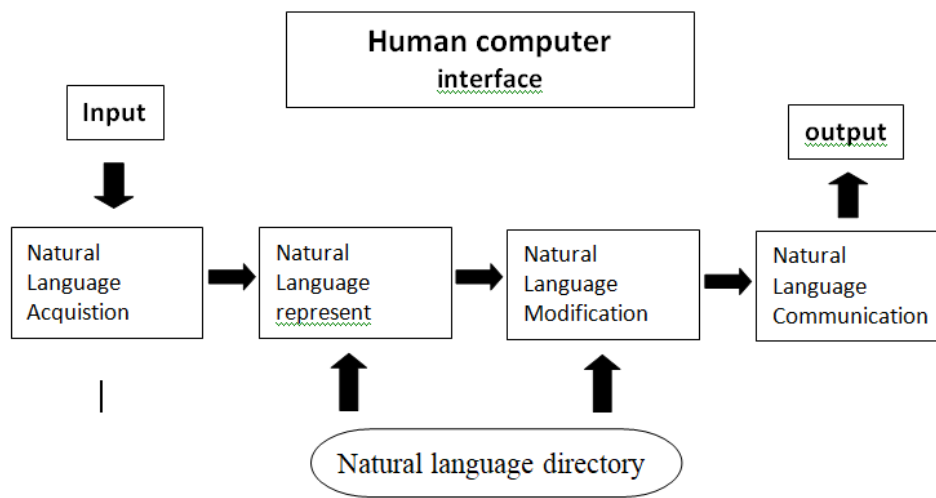 Human computer
interface
Input
output
Natural
Language
Acquistion
Natural
Language
represent
Natural
Language
Modification
Natural
Language
Communication
Natural language directory